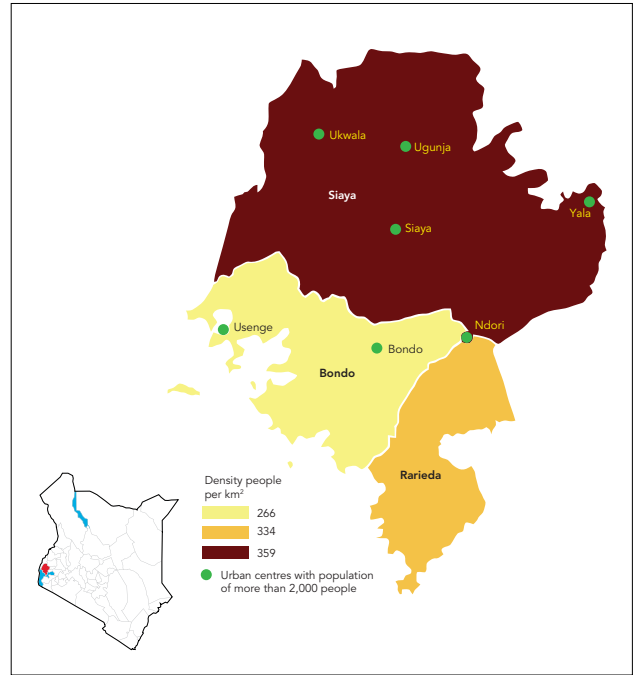 Ukwala
Ugunja
Siaya
Yala
Siaya
Ndori
Usenge
Bondo
Bondo
Rarieda
Density people
per km²
266
334
359
Urban centres with population
of more than 2,000 people